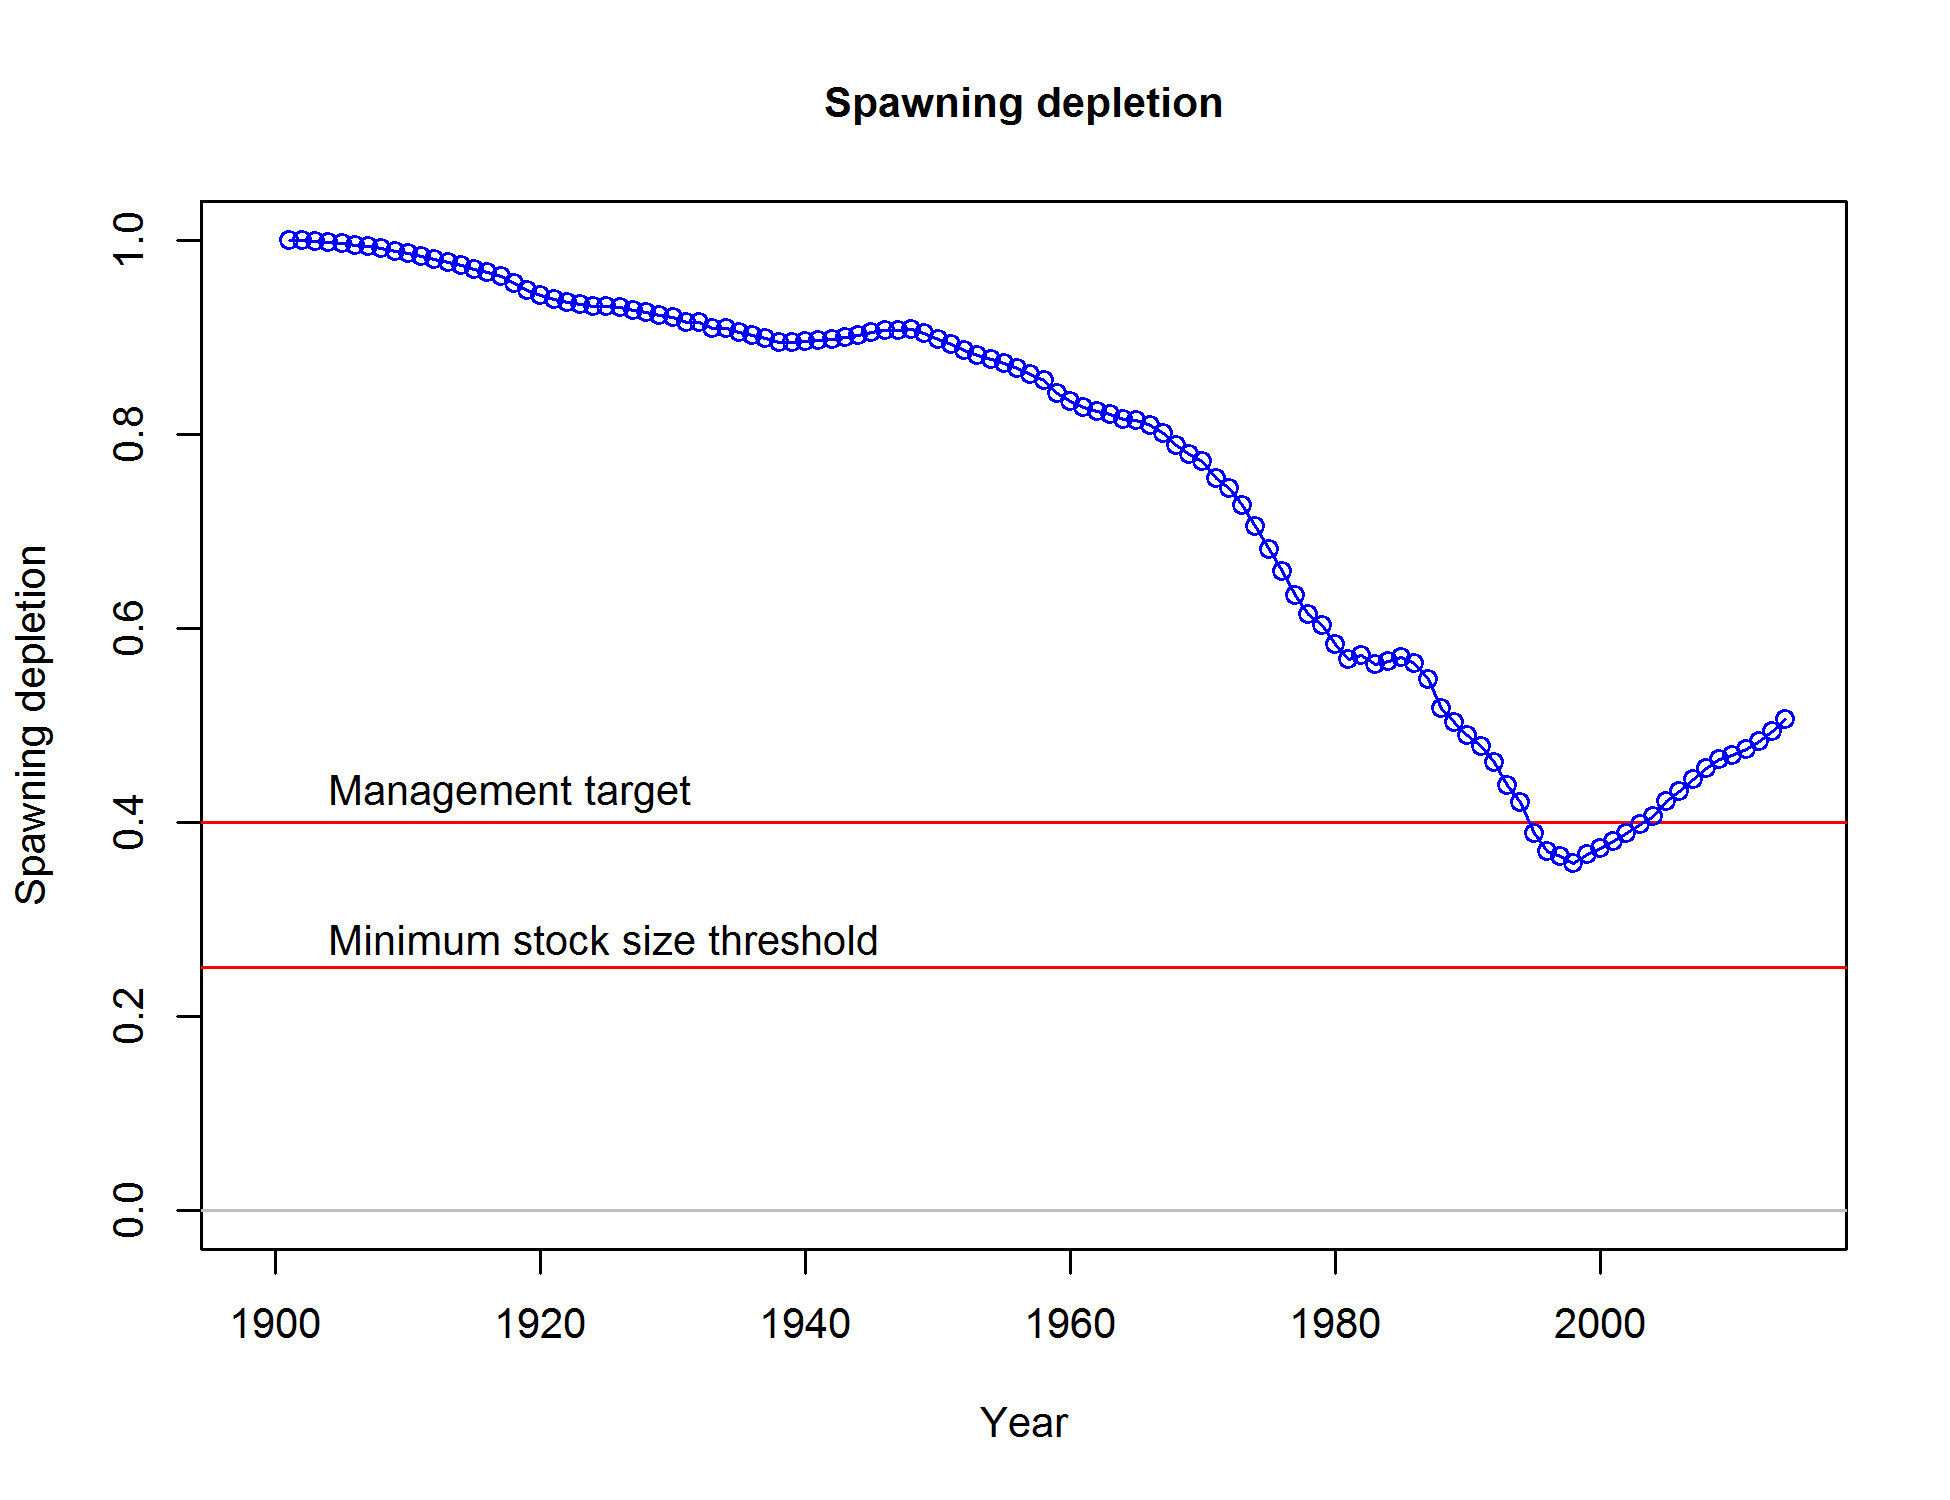 Spawning depletion
Spawning depletion
1.0
0.8
0.6
0.4
0.2
0.0
Management target
Minimum stock size threshold
1900 1920 1940 1960 1980 2000
Year